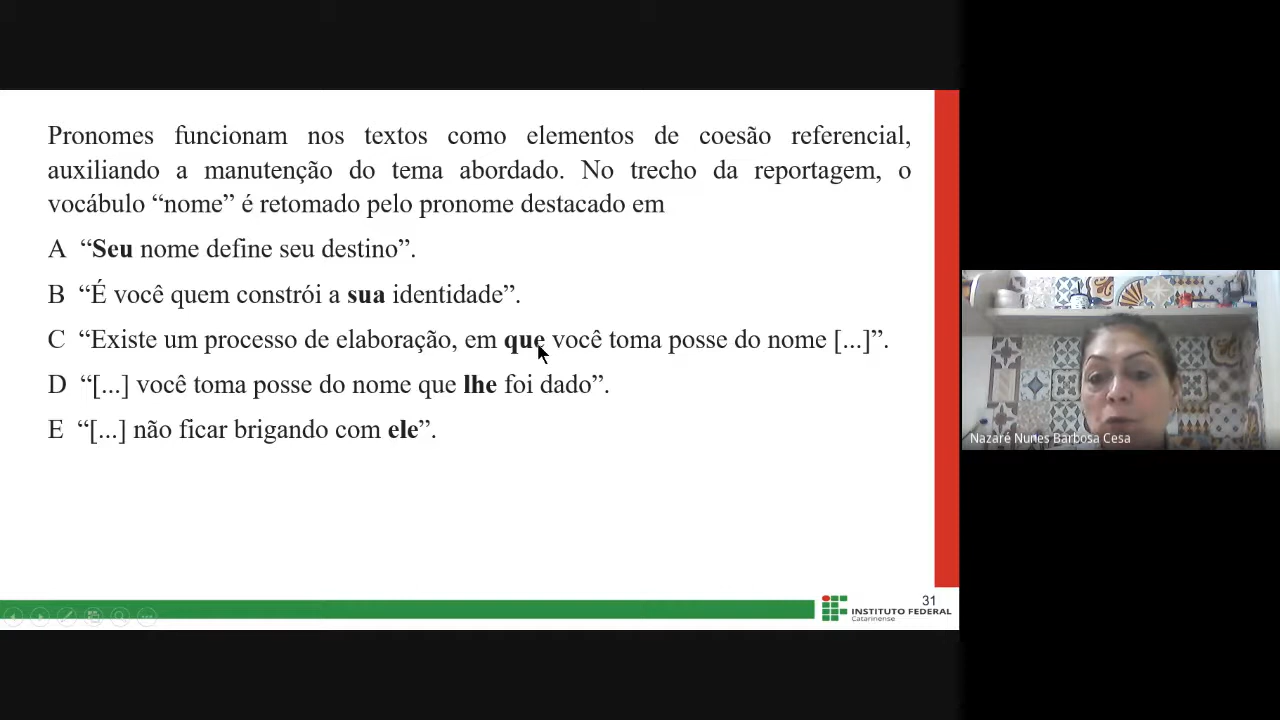 Pronomes funcionam nos textos como elementos de coesão referencial,
auxiliando a manutenção do tema abordado. No trecho da reportagem, o
vocábulo “nome” é retomado pelo pronome destacado em
A “Seu nome define seu destino”.
B “É você quem constrói a sua identidade”.
C “Existe um processo de elaboração, em que você toma posse do nome [...]”.
D “[...] você toma posse do nome que lhe foi dado”.
E “[...] não ficar brigando com ele”.
Nazaré Nunes Barbosa Cesa
31
INSTITUTO FEDERAL
Catarinense